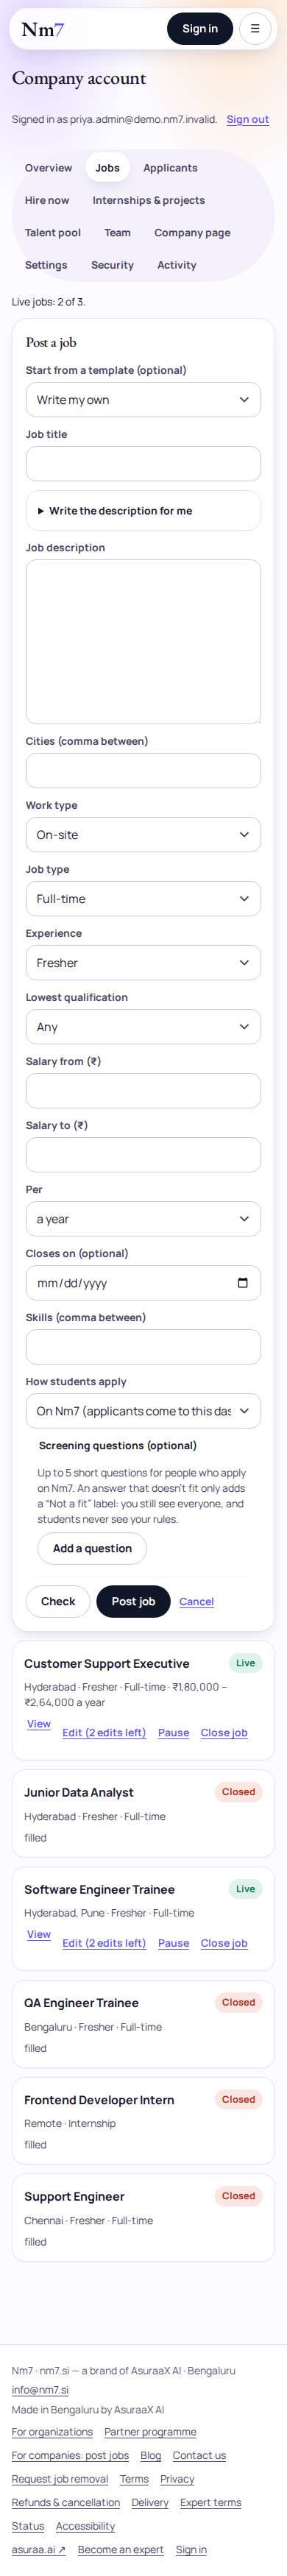 Nm7
Sign in
☰
Company account
Signed in as priya.admin@demo.nm7.invalid. Sign out
Overview Jobs Applicants
Hire now Internships & projects
Talent pool Team Company page
Settings Security Activity
Live jobs: 2 of 3.
Post a job
Start from a template (optional)
Write my own
Job title
▶ Write the description for me
Job description
Cities (comma between)
Work type
On-site
Job type
Full-time
Experience
Fresher
Lowest qualification
Any
Salary from (₹)
Salary to (₹)
Per
a year
Closes on (optional)
mm/dd/yyyy
Skills (comma between)
How students apply
On Nm7 (applicants come to this das
Screening questions (optional)
Up to 5 short questions for people who apply
on Nm7. An answer that doesn't fit only adds
a “Not a fit” label: you still see everyone, and
students never see your rules.
Add a question
Check Post job Cancel
Customer Support Executive Live
Hyderabad · Fresher · Full-time · ₹1,80,000 –
₹2,64,000 a year
View Edit (2 edits left) Pause Close job
Junior Data Analyst Closed
Hyderabad · Fresher · Full-time
filled
Software Engineer Trainee Live
Hyderabad, Pune · Fresher · Full-time
View Edit (2 edits left) Pause Close job
QA Engineer Trainee Closed
Bengaluru · Fresher · Full-time
filled
Frontend Developer Intern Closed
Remote · Internship
filled
Support Engineer Closed
Chennai · Fresher · Full-time
filled
Nm7 · nm7.si — a brand of AsuraaX AI · Bengaluru
info@nm7.si
Made in Bengaluru by AsuraaX AI
For organizations Partner programme
For companies: post jobs Blog Contact us
Request job removal Terms Privacy
Refunds & cancellation Delivery Expert terms
Status Accessibility
asuraa.ai ↗ Become an expert Sign in